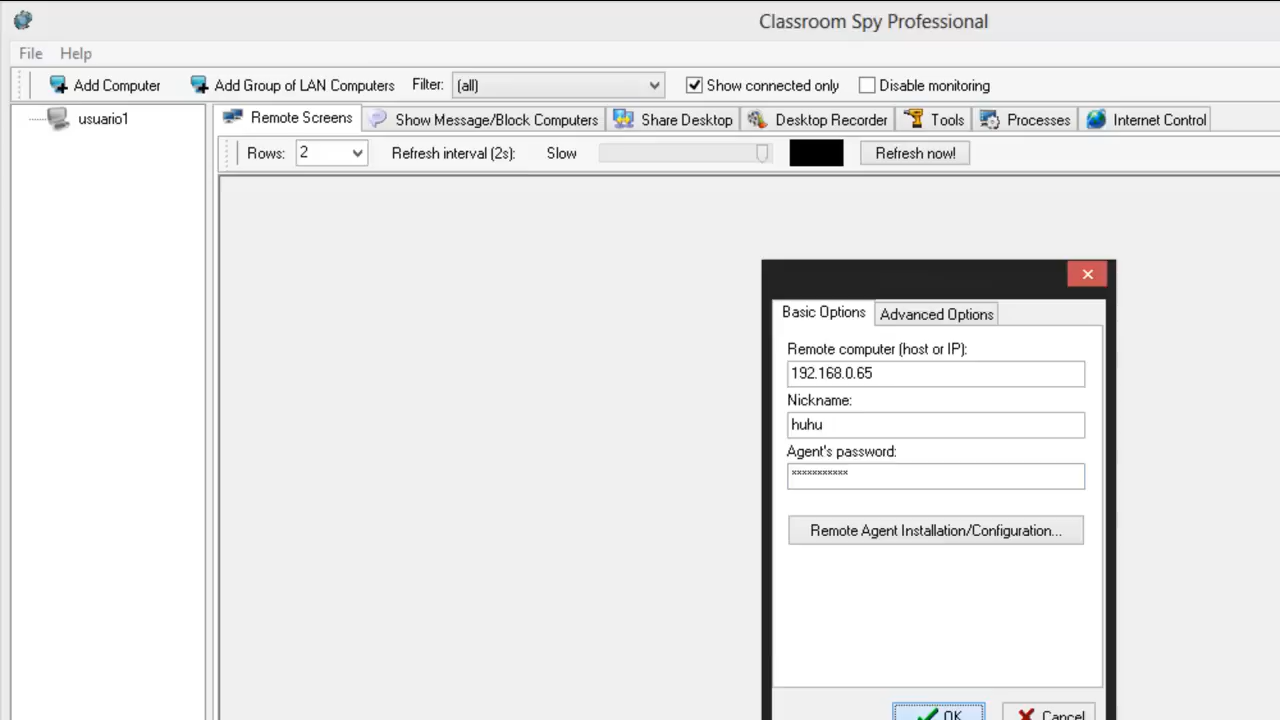 Classroom Spy Professional
File Help
Add Computer Add Group of LAN Computers Filter: (all) Show connected only Disable monitoring
usuario1
Remote Screens Show Message/Block Computers Share Desktop Desktop Recorder Tools Processes Internet Control
Rows: 2 Refresh interval (2s): Slow Refresh now!
Basic Options Advanced Options
Remote computer (host or IP):
192.168.0.65
Nickname:
huhu
Agent's password:
***********
Remote Agent Installation/Configuration...
OK Cancel